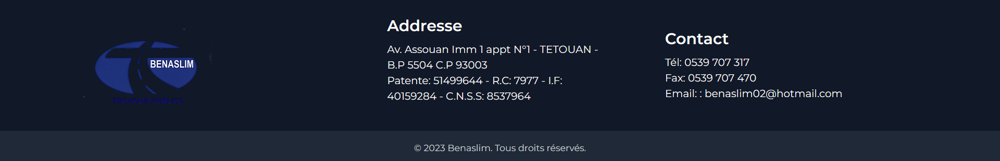 BENASLIM
TRAVAUX PUBLICS
Addresse
Av. Assouan Imm 1 appt N°1 - TETOUAN -
B.P 5504 C.P 93003
Patente: 51499644 - R.C: 7977 - I.F:
40159284 - C.N.S.S: 8537964
Contact
Tél: 0539 707 317
Fax: 0539 707 470
Email: : benaslim02@hotmail.com
© 2023 Benaslim. Tous droits réservés.